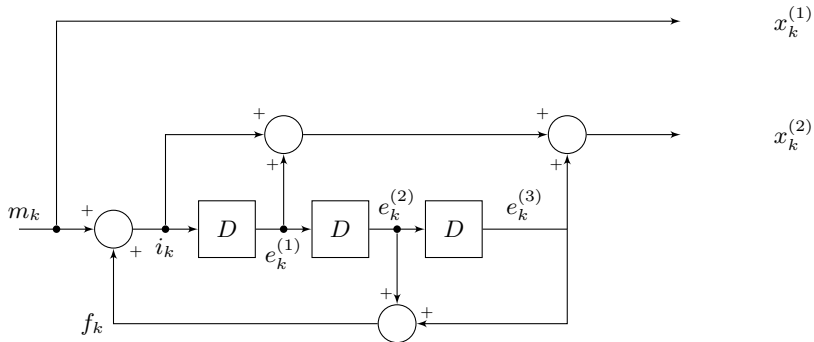 x_k^{(1)}
+ +
x_k^{(2)}
+ +
m_k + e_k^{(2)} e_k^{(3)}
D D D
+ i_k e_k^{(1)}
+ +
f_k